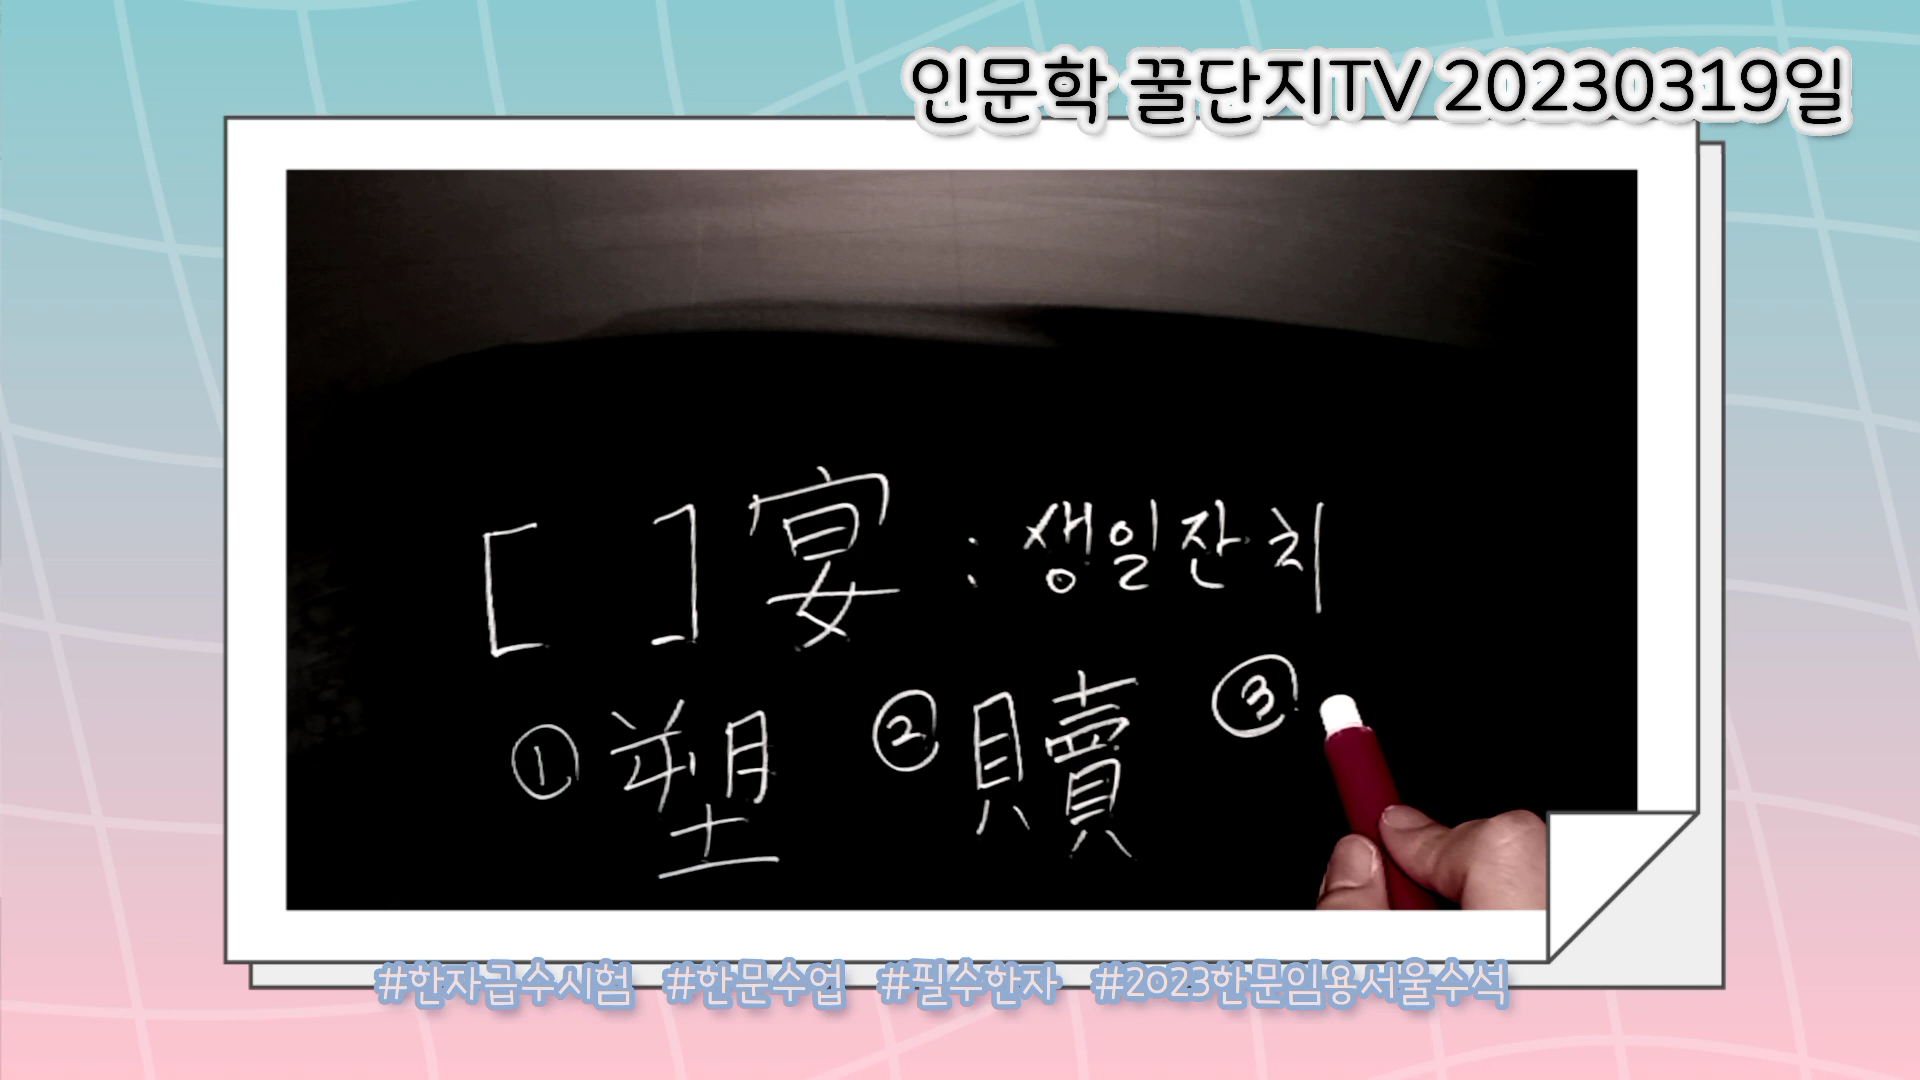 인문학 꿀단지TV 20230319일
[ ] 宴 : 생일잔치
① 塑 ② 贖 ③
#한자급수시험 #한문수업 #필수한자 #2023한문임용서울수석